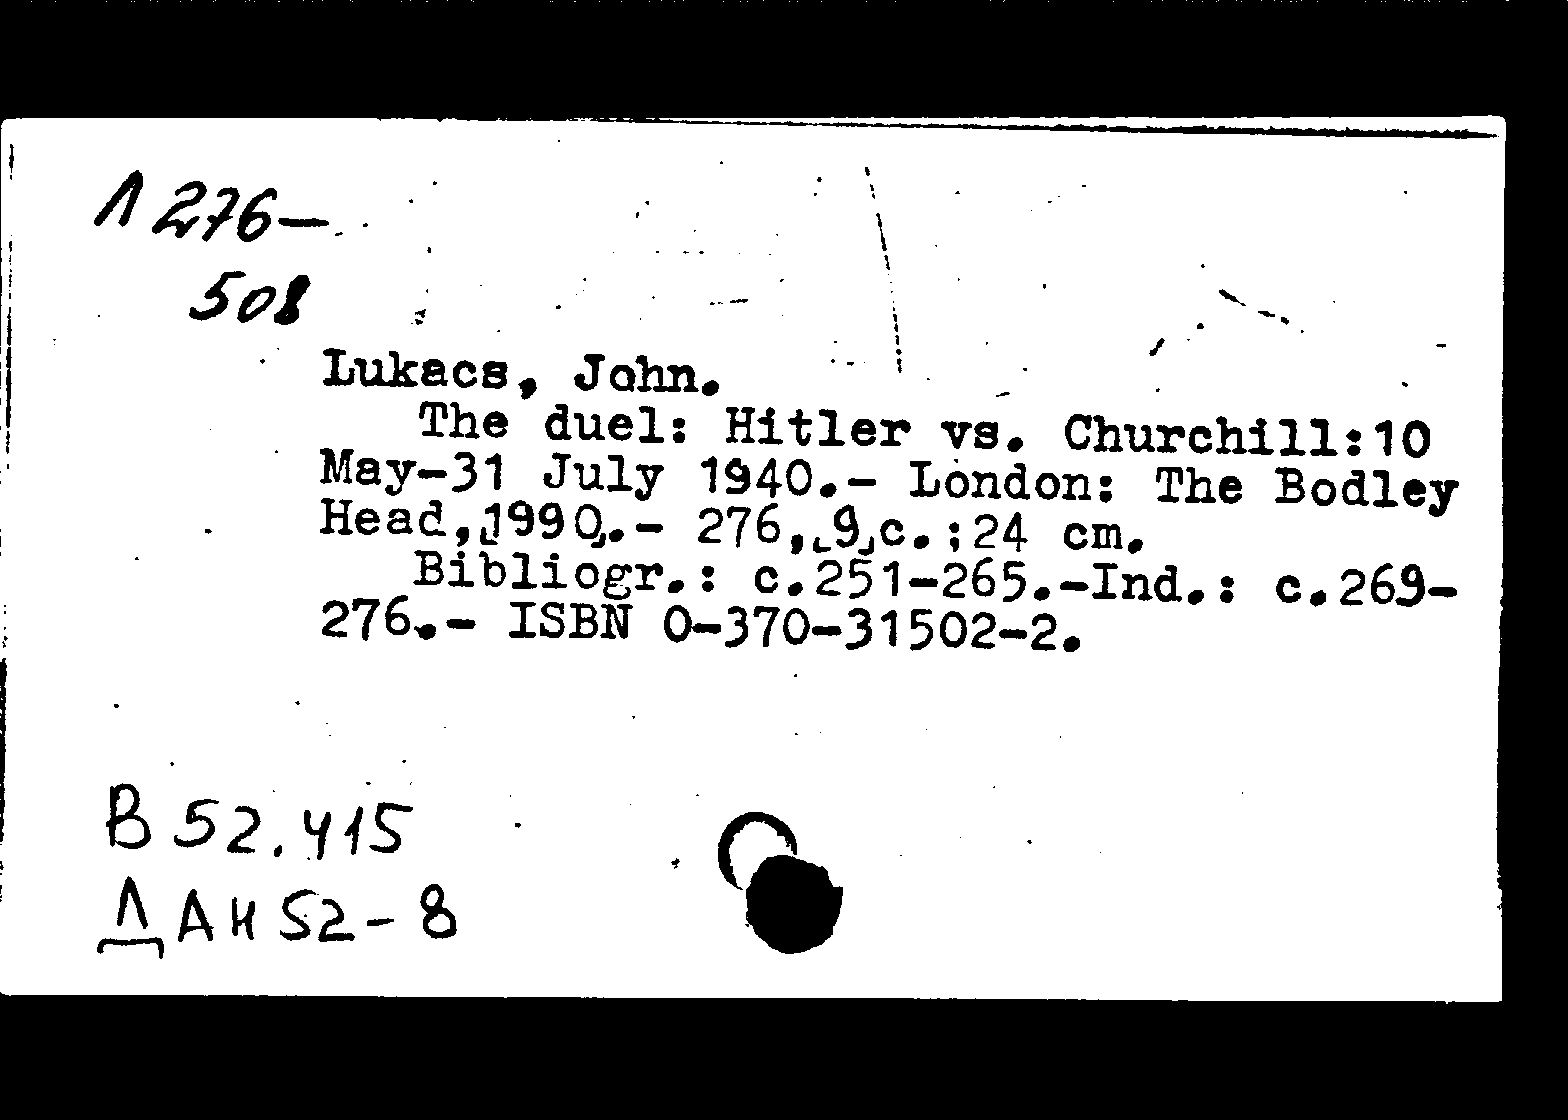 Л 276–
508
Lukacs, John.
The duel: Hitler vs. Churchill:10
May-31 July 1940.- London: The Bodley
Head,[1990].- 276,[9]c.;24 cm.
Bibliogr.: c.251-265.-Ind.: c.269-
276.- ISBN 0-370-31502-2.
В 52.415
ДАН 52-8